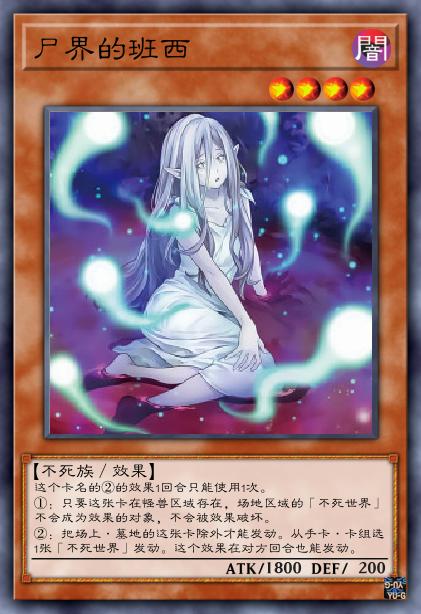 尸界的班西
闇
【不死族／效果】
这个卡名的②的效果1回合只能使用1次。
①：只要这张卡在怪兽区域存在，场地区域的「不死世界」
不会成为效果的对象，不会被效果破坏。
②：把场上·墓地的这张卡除外才能发动。从手卡·卡组选
1张「不死世界」发动。这个效果在对方回合也能发动。
ATK/1800 DEF/ 200